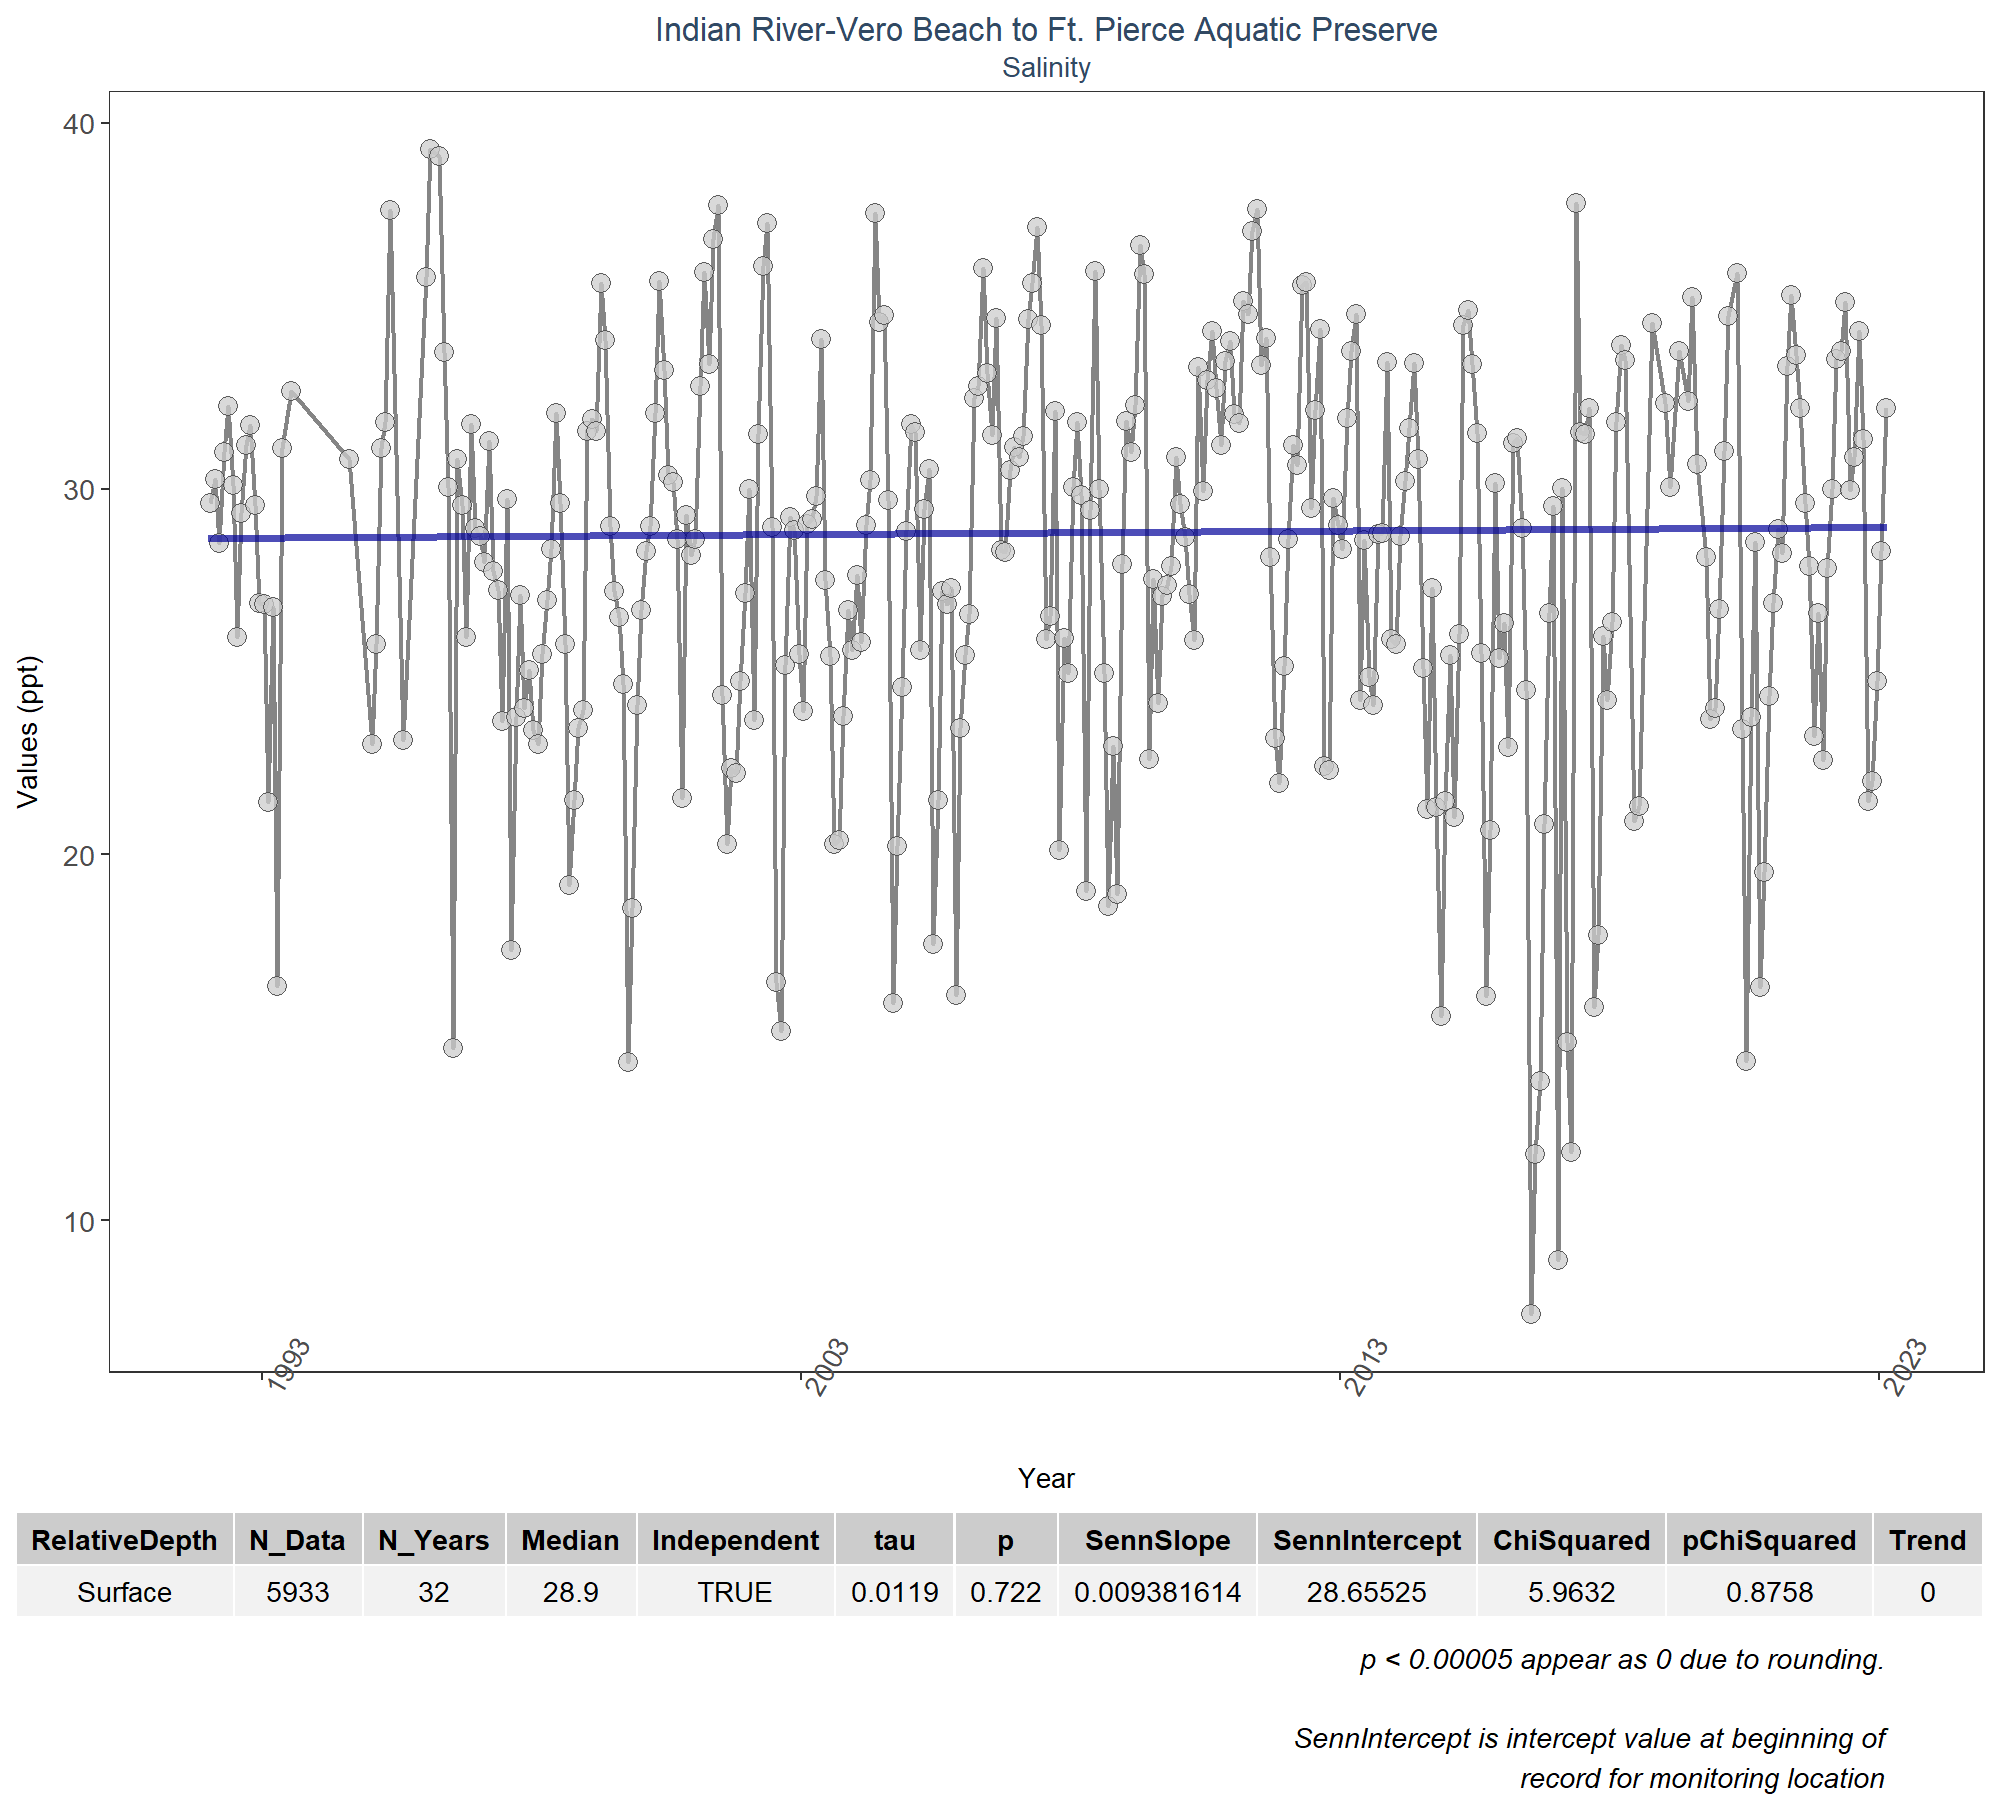 Indian River-Vero Beach to Ft. Pierce Aquatic Preserve
Salinity
Values (ppt)
40
30
20
10
1993
2003
2013
2023
Year
RelativeDepth N_Data N_Years Median Independent tau p SennSlope SennIntercept ChiSquared pChiSquared Trend
Surface 5933 32 28.9 TRUE 0.0119 0.722 0.009381614 28.65525 5.9632 0.8758 0
p < 0.00005 appear as 0 due to rounding.
SennIntercept is intercept value at beginning of
record for monitoring location